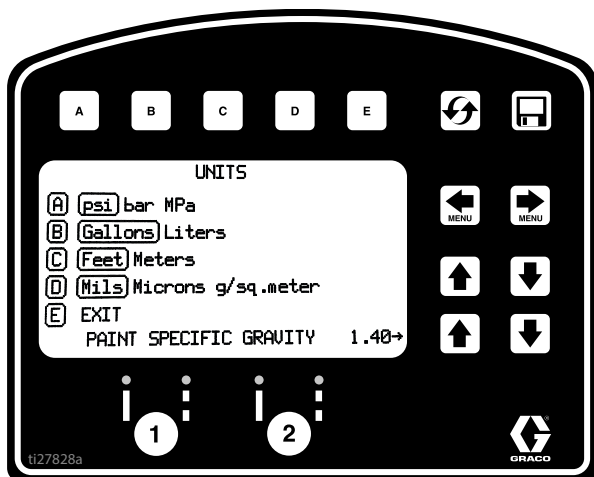 A B C D E
UNITS
A psi bar MPa
B Gallons Liters
C Feet Meters
D Mils Microns g/sq.meter
E EXIT
PAINT SPECIFIC GRAVITY 1.40→
MENU MENU
1 2
ti27828a
GRACO